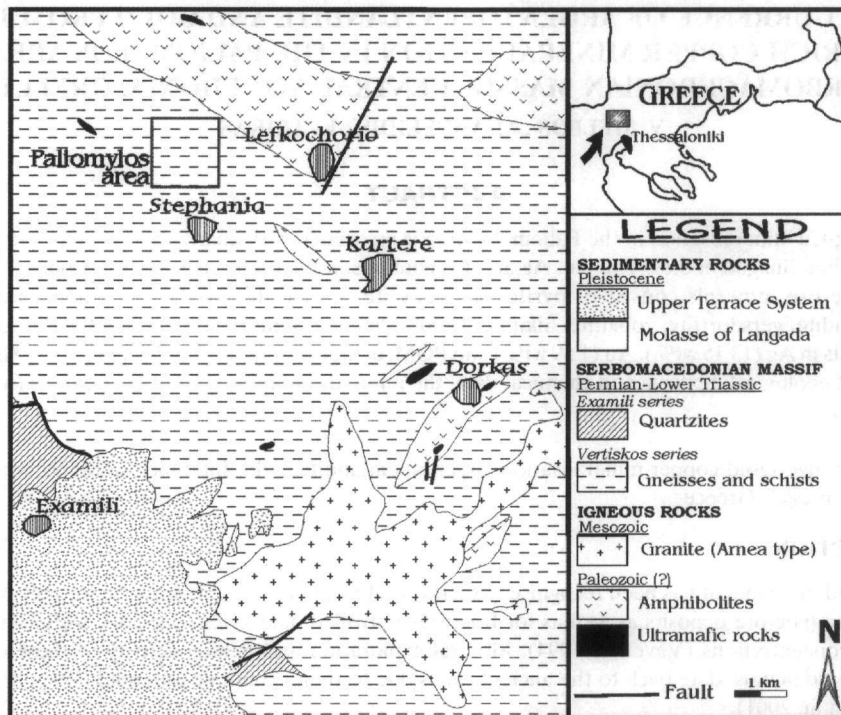 Lefkochorio
Pallomylos
area
Stephania
Kartere
Dorkas
Examili
GREECE
Thessaloniki
LEGEND
SEDIMENTARY ROCKS
Pleistocene
Upper Terrace System
Molasse of Langada
SERBOMACEDONIAN MASSIF
Permian-Lower Triassic
Examili series
Quartzites
Vertiskos series
Gneisses and schists
IGNEOUS ROCKS
Mesozoic
Granite (Arnea type)
Paleozoic (?)
Amphibolites
Ultramafic rocks
N
Fault
Km